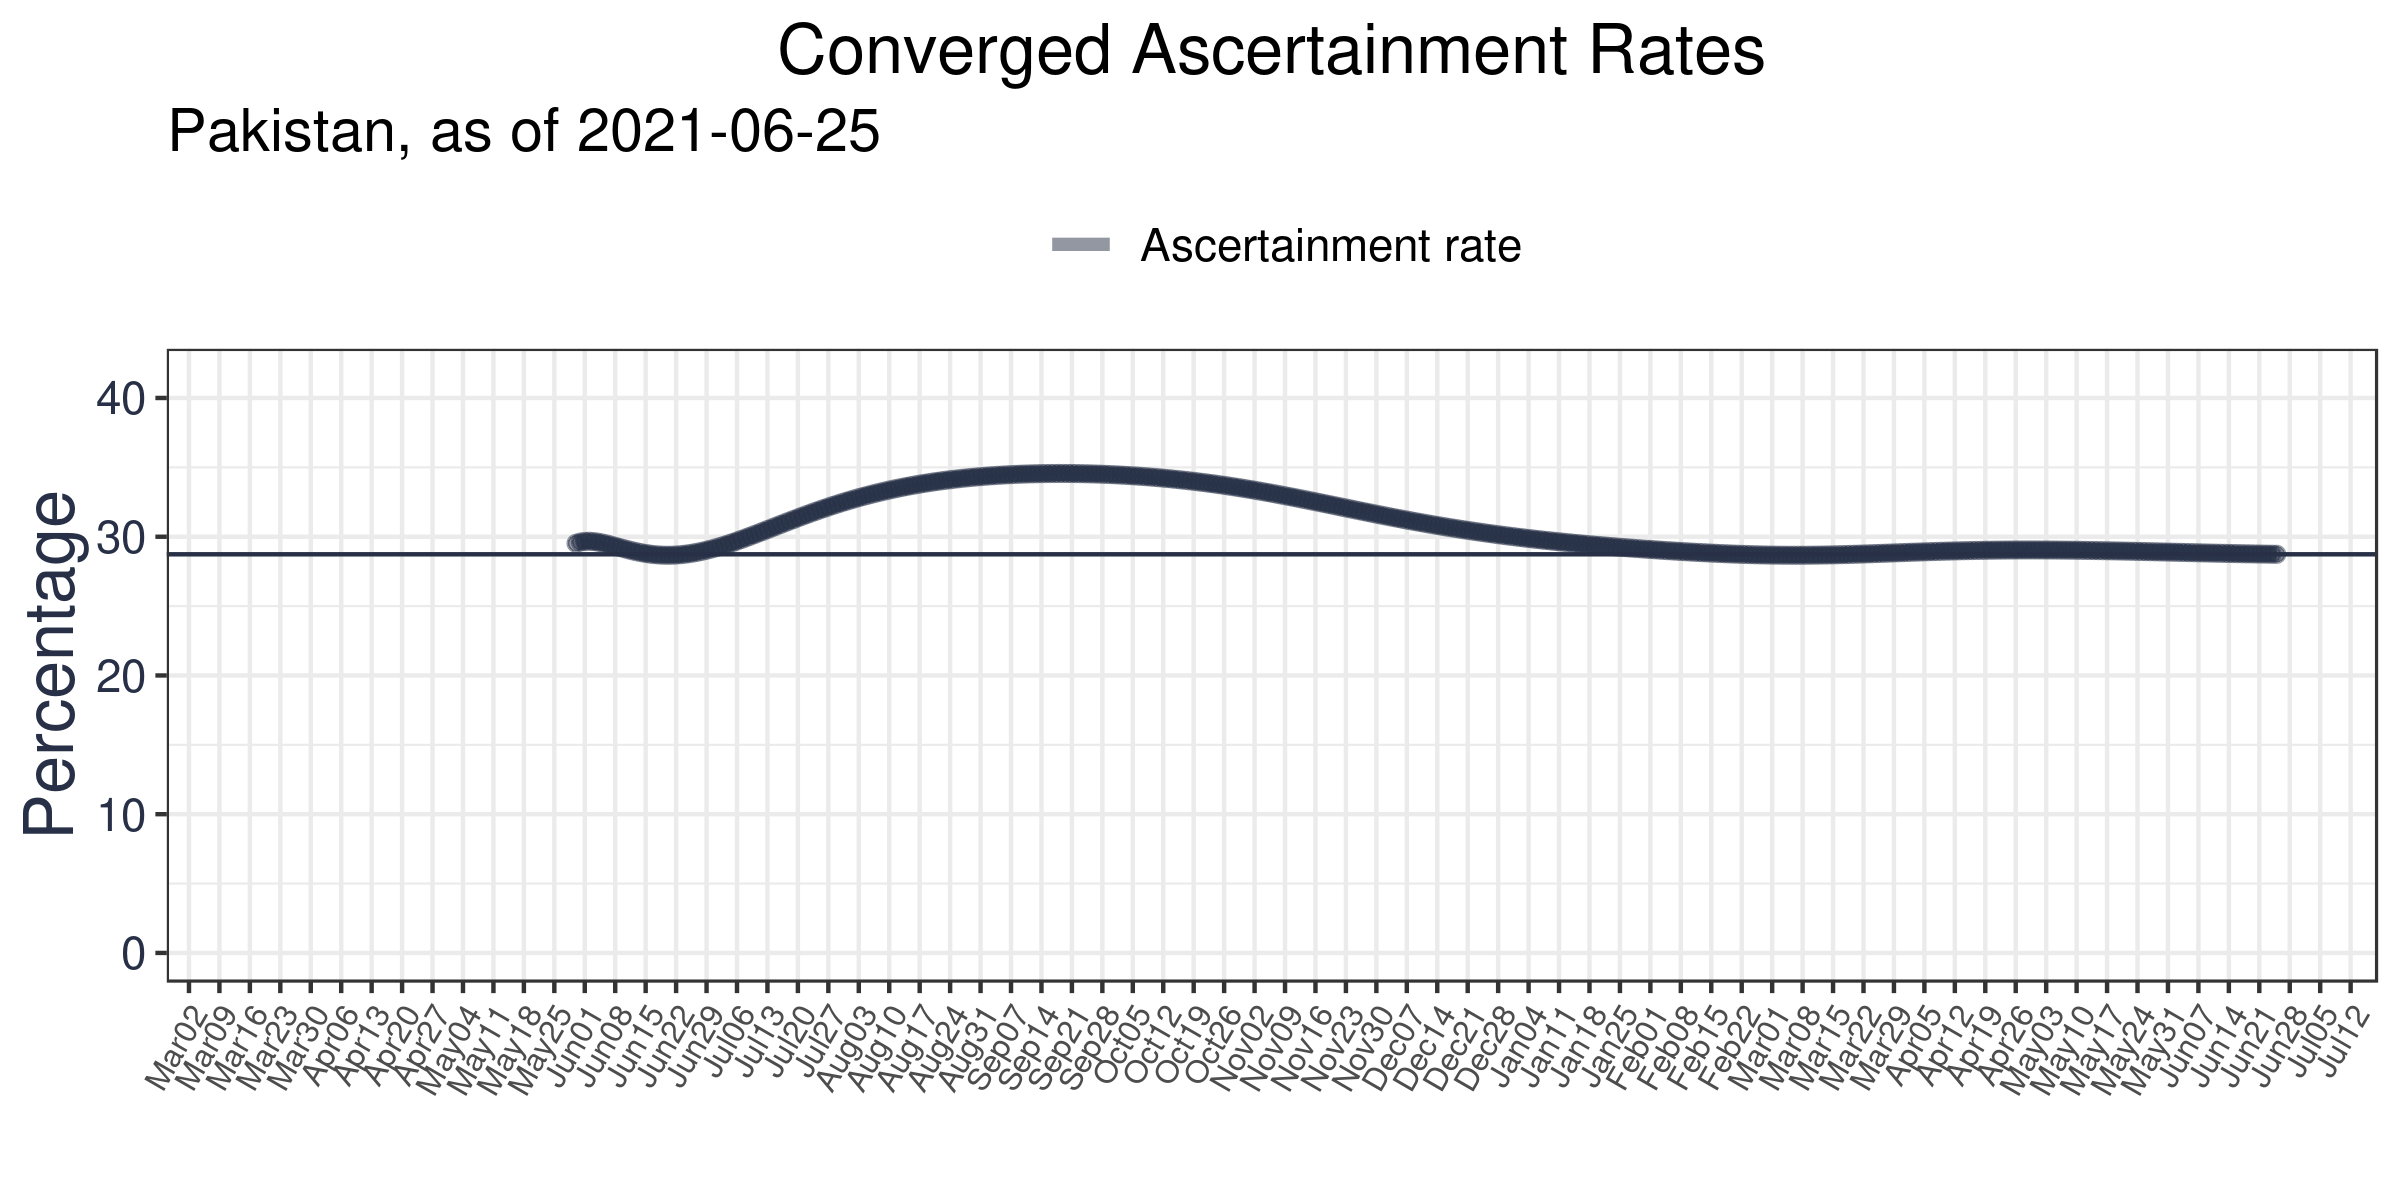 Converged Ascertainment Rates
Pakistan, as of 2021-06-25
Ascertainment rate
Percentage
40
30
20
10
0
Mar02 Mar09 Mar16 Mar23 Mar30 Apr06 Apr13 Apr20 Apr27 May04 May11 May18 May25 Jun01 Jun08 Jun15 Jun22 Jun29 Jul06 Jul13 Jul20 Jul27 Aug03 Aug10 Aug17 Aug24 Aug31 Sep07 Sep14 Sep21 Sep28 Oct05 Oct12 Oct19 Oct26 Nov02 Nov09 Nov16 Nov23 Nov30 Dec07 Dec14 Dec21 Dec28 Jan04 Jan11 Jan18 Jan25 Feb01 Feb08 Feb15 Feb22 Mar01 Mar08 Mar15 Mar22 Mar29 Apr05 Apr12 Apr19 Apr26 May03 May10 May17 May24 May31 Jun07 Jun14 Jun21 Jun28 Jul05 Jul12